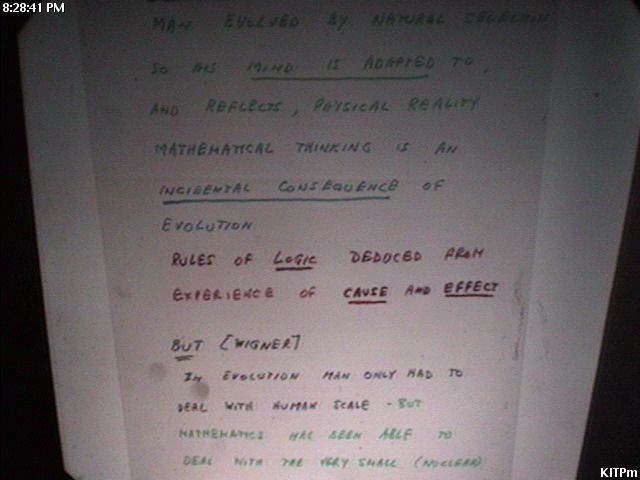 8:28:41 PM
MAN EVOLVED BY NATURAL SELECTION
SO HIS MIND IS ADAPTED TO,
AND REFLECTS, PHYSICAL REALITY
MATHEMATICAL THINKING IS AN
INCIDENTAL CONSEQUENCE OF
EVOLUTION
RULES OF LOGIC DEDUCED FROM
EXPERIENCE OF CAUSE AND EFFECT
BUT [WIGNER]
IN EVOLUTION MAN ONLY HAD TO
DEAL WITH HUMAN SCALE - BUT
MATHEMATICS HAS BEEN ABLE TO
DEAL WITH THE VERY SMALL (NUCLEAR)
KITPm